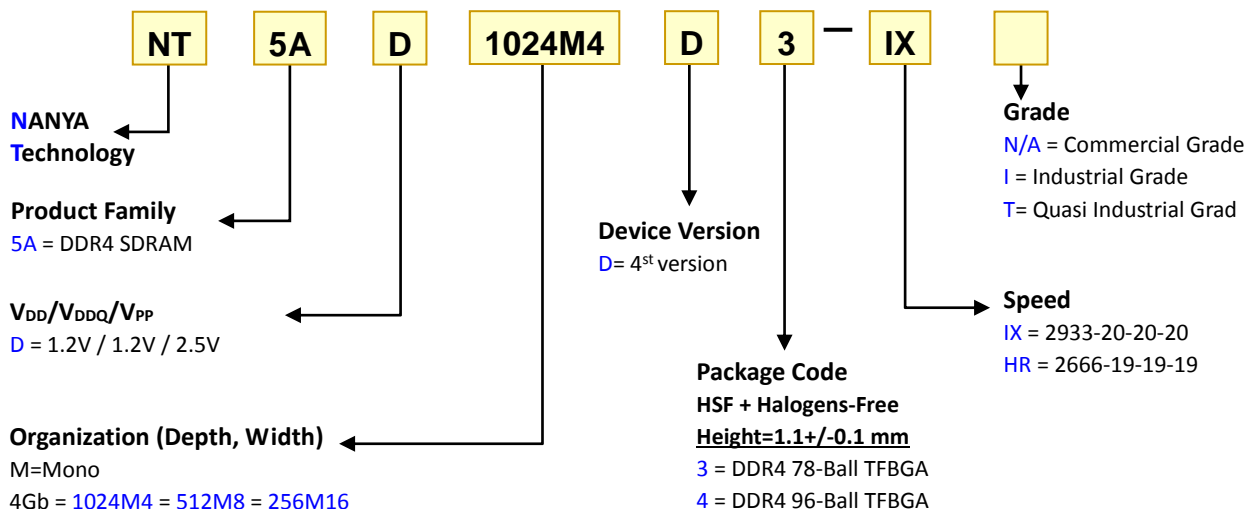 NT 5A D 1024M4 D 3 – IX
NANYA
Technology
Product Family
5A = DDR4 SDRAM
VDD/VDDQ/VPP
D = 1.2V / 1.2V / 2.5V
Organization (Depth, Width)
M=Mono
4Gb = 1024M4 = 512M8 = 256M16
Device Version
D= 4st version
Package Code
HSF + Halogens-Free
Height=1.1+/-0.1 mm
3 = DDR4 78-Ball TFBGA
4 = DDR4 96-Ball TFBGA
Grade
N/A = Commercial Grade
I = Industrial Grade
T= Quasi Industrial Grad
Speed
IX = 2933-20-20-20
HR = 2666-19-19-19